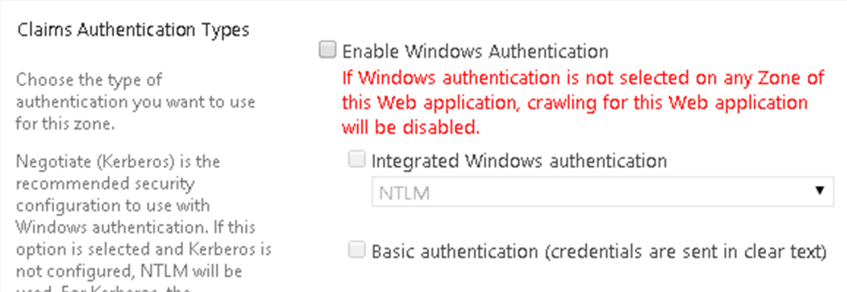 Claims Authentication Types
Choose the type of
authentication you want to use
for this zone.
Negotiate (Kerberos) is the
recommended security
configuration to use with
Windows authentication. If this
option is selected and Kerberos is
not configured, NTLM will be
used. For Kerberos, the
Enable Windows Authentication
If Windows authentication is not selected on any Zone of
this Web application, crawling for this Web application
will be disabled.
Integrated Windows authentication
NTLM
Basic authentication (credentials are sent in clear text)